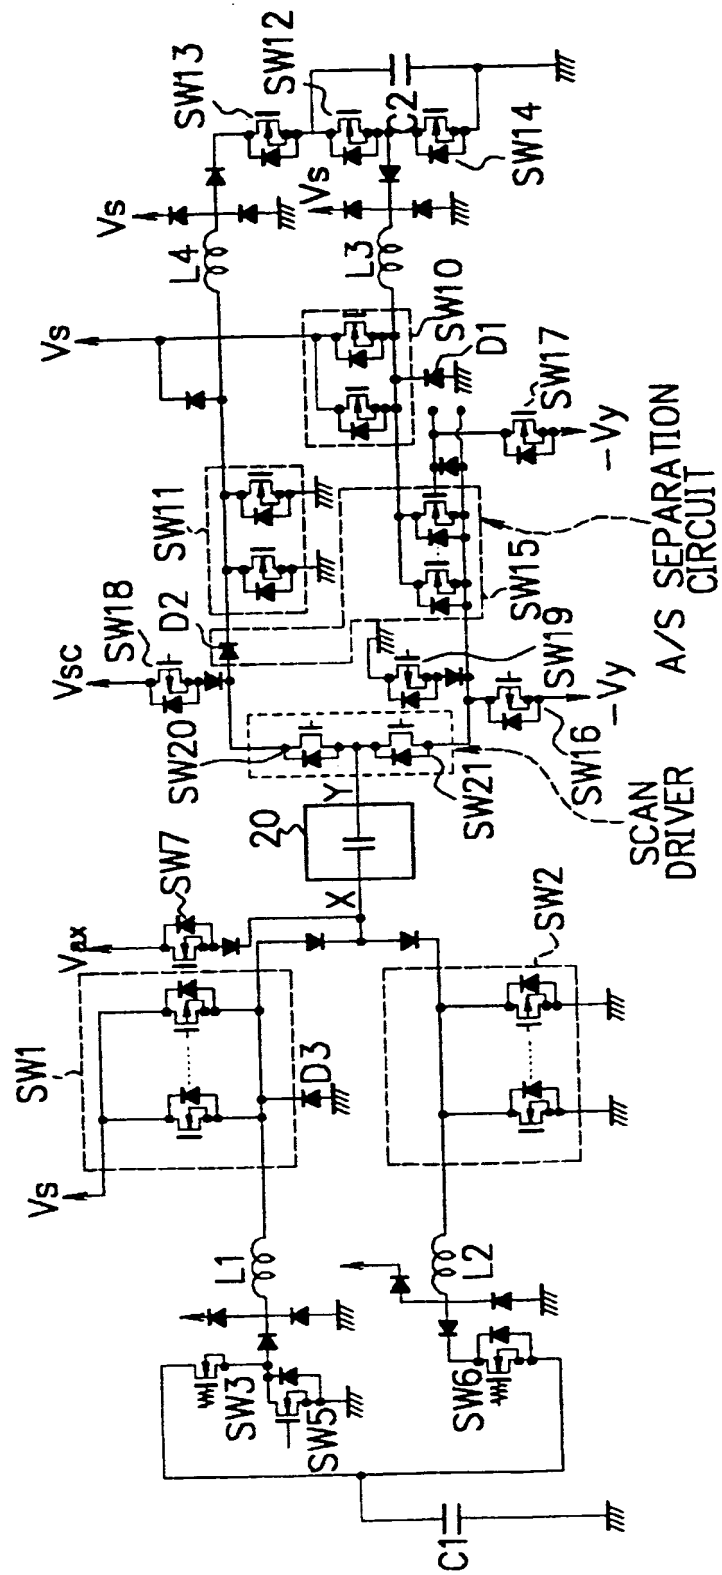 Vs
SW1
Vax
SW7
SW3
L1
D3
SW5
X
20
Y
SW6
L2
SW2
C1
Vsc
SW18
D2
SW20
SW11
Vs
L4
Vs
SW13
SW12
Vs
L3
C2
SW14
SW10
D1
SW15
SW19
SW21
SW16
-Vy
SW17
-Vy
SCAN
DRIVER
A/S SEPARATION
CIRCUIT